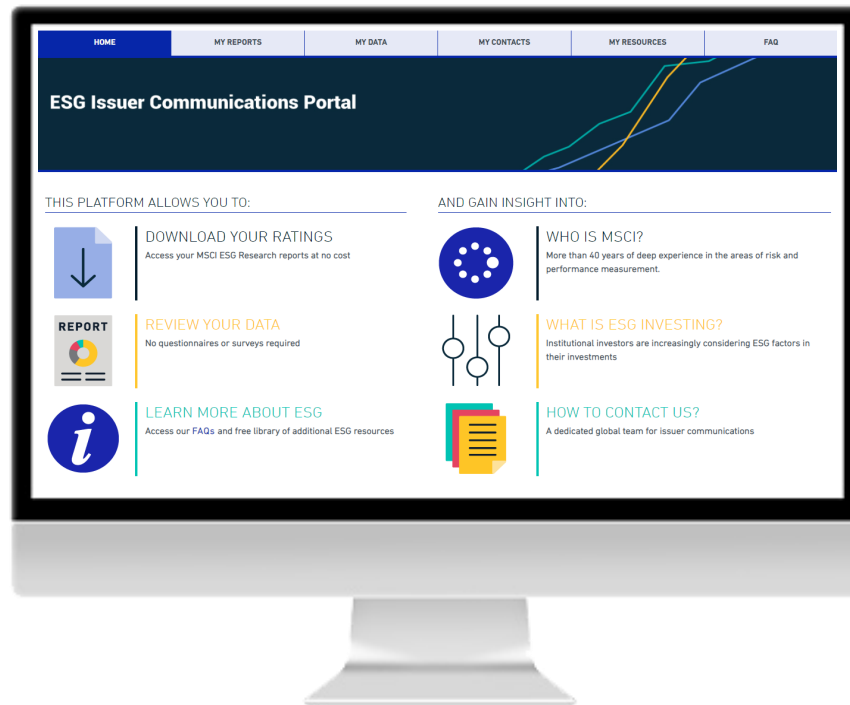 HOME MY REPORTS MY DATA MY CONTACTS MY RESOURCES FAQ
ESG Issuer Communications Portal
THIS PLATFORM ALLOWS YOU TO:
DOWNLOAD YOUR RATINGS
Access your MSCI ESG Research reports at no cost
REPORT
REVIEW YOUR DATA
No questionnaires or surveys required
LEARN MORE ABOUT ESG
Access our FAQs and free library of additional ESG resources
AND GAIN INSIGHT INTO:
WHO IS MSCI?
More than 40 years of deep experience in the areas of risk and
performance measurement.
WHAT IS ESG INVESTING?
Institutional investors are increasingly considering ESG factors in
their investments
HOW TO CONTACT US?
A dedicated global team for issuer communications